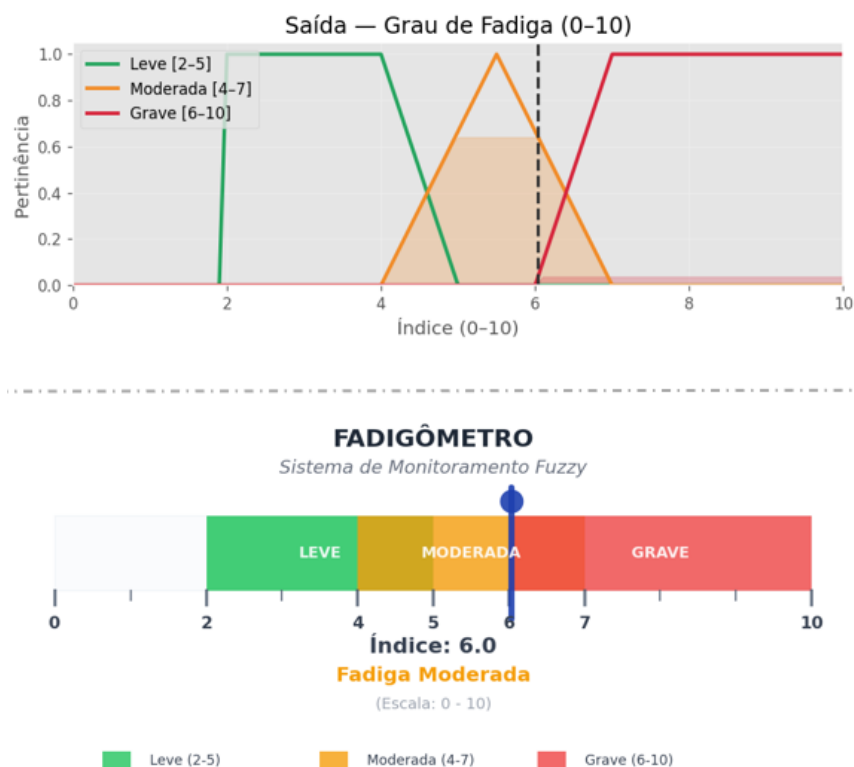 Saída — Grau de Fadiga (0–10)
1.0
0.8
0.6
0.4
0.2
0.0
Pertinência
Leve [2–5]
Moderada [4–7]
Grave [6–10]
0 2 4 6 8 10
Índice (0–10)
FADIGÔMETRO
Sistema de Monitoramento Fuzzy
LEVE MODERADA GRAVE
0 2 4 5 6 7 10
Índice: 6.0
Fadiga Moderada
(Escala: 0 - 10)
Leve (2-5) Moderada (4-7) Grave (6-10)